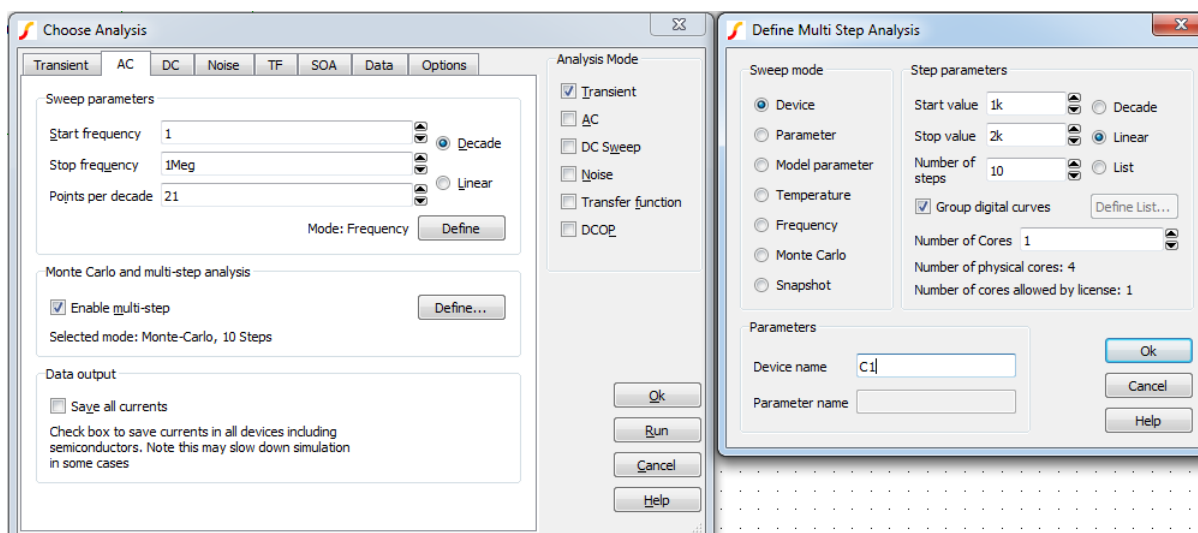 Choose Analysis
Transient AC DC Noise TF SOA Data Options
Sweep parameters
Start frequency 1
Stop frequency 1Meg
Points per decade 21
Decade
Linear
Mode: Frequency Define
Monte Carlo and multi-step analysis
Enable multi-step Define...
Selected mode: Monte-Carlo, 10 Steps
Data output
Save all currents
Check box to save currents in all devices including
semiconductors. Note this may slow down simulation
in some cases
Analysis Mode
Transient
AC
DC Sweep
Noise
Transfer function
DCOP
Ok
Run
Cancel
Help
Define Multi Step Analysis
Sweep mode
Device
Parameter
Model parameter
Temperature
Frequency
Monte Carlo
Snapshot
Step parameters
Start value 1k
Stop value 2k
Number of
steps 10
Decade
Linear
List
Group digital curves Define List...
Number of Cores 1
Number of physical cores: 4
Number of cores allowed by license: 1
Parameters
Device name C1
Parameter name
Ok
Cancel
Help